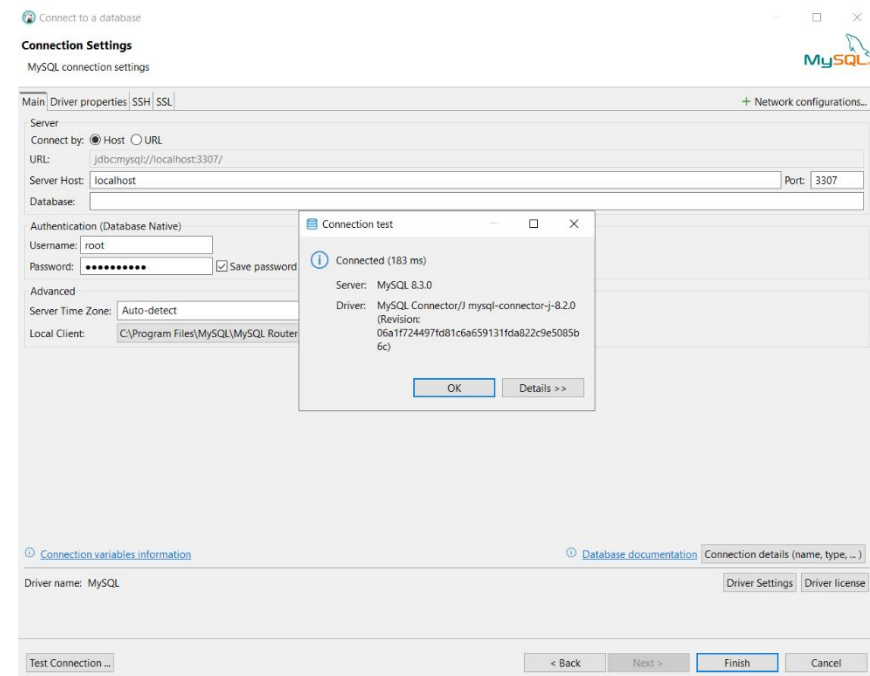 Connect to a database
Connection Settings
MySQL connection settings
MySQL
Main Driver properties SSH SSL
+ Network configurations...
Server
Connect by: Host URL
URL: jdbc:mysql://localhost:3307/
Server Host: localhost Port: 3307
Database:
Authentication (Database Native)
Username: root
Password: •••••••••• Save password
Advanced
Server Time Zone: Auto-detect
Local Client: C:\Program Files\MySQL\MySQL Router
Connection test
Connected (183 ms)
Server: MySQL 8.3.0
Driver: MySQL Connector/J mysql-connector-j-8.2.0
(Revision:
06a1f724497fd81c6a659131fda822c9e5085b
6c)
OK Details >>
Connection variables information
Database documentation Connection details (name, type, ... )
Driver name: MySQL
Driver Settings Driver license
Test Connection ... < Back Next > Finish Cancel